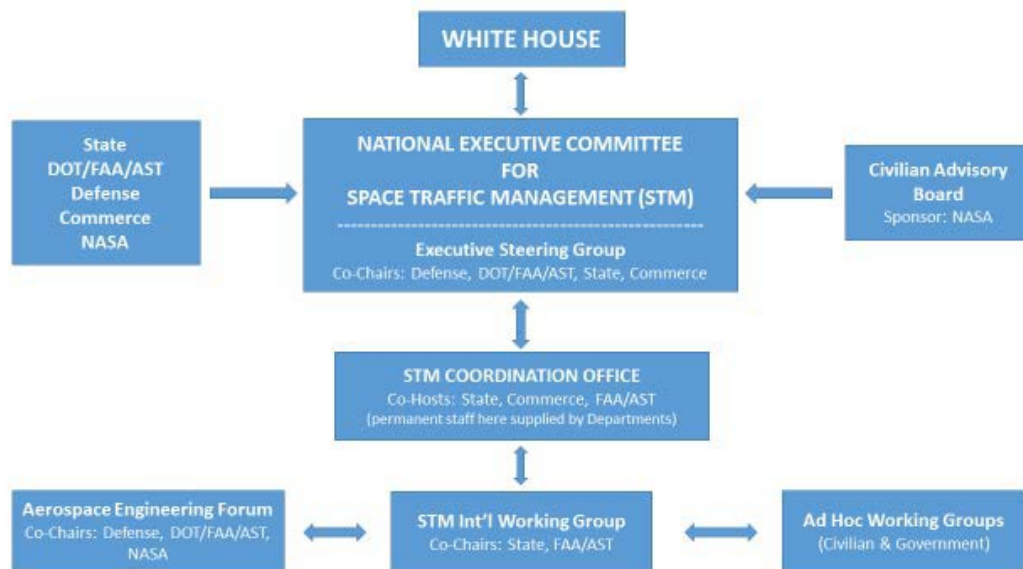 WHITE HOUSE
State
DOT/FAA/AST
Defense
Commerce
NASA
NATIONAL EXECUTIVE COMMITTEE
FOR
SPACE TRAFFIC MANAGEMENT (STM)
Executive Steering Group
Co-Chairs: Defense, DOT/FAA/AST, State, Commerce
Civilian Advisory
Board
Sponsor: NASA
STM COORDINATION OFFICE
Co-Hosts: State, Commerce, FAA/AST
(permanent staff here supplied by Departments)
Aerospace Engineering Forum
Co-Chairs: Defense, DOT/FAA/AST,
NASA
STM Int'l Working Group
Co-Chairs: State, FAA/AST
Ad Hoc Working Groups
(Civilian & Government)